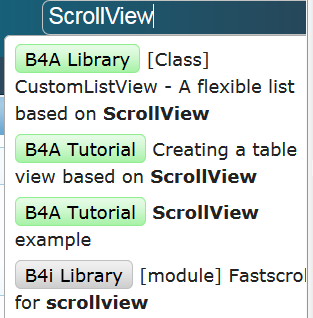 ScrollView
B4A Library [Class]
CustomListView - A flexible list
based on ScrollView
B4A Tutorial Creating a table
view based on ScrollView
B4A Tutorial ScrollView
example
B4i Library [module] Fastscrol
for scrollview